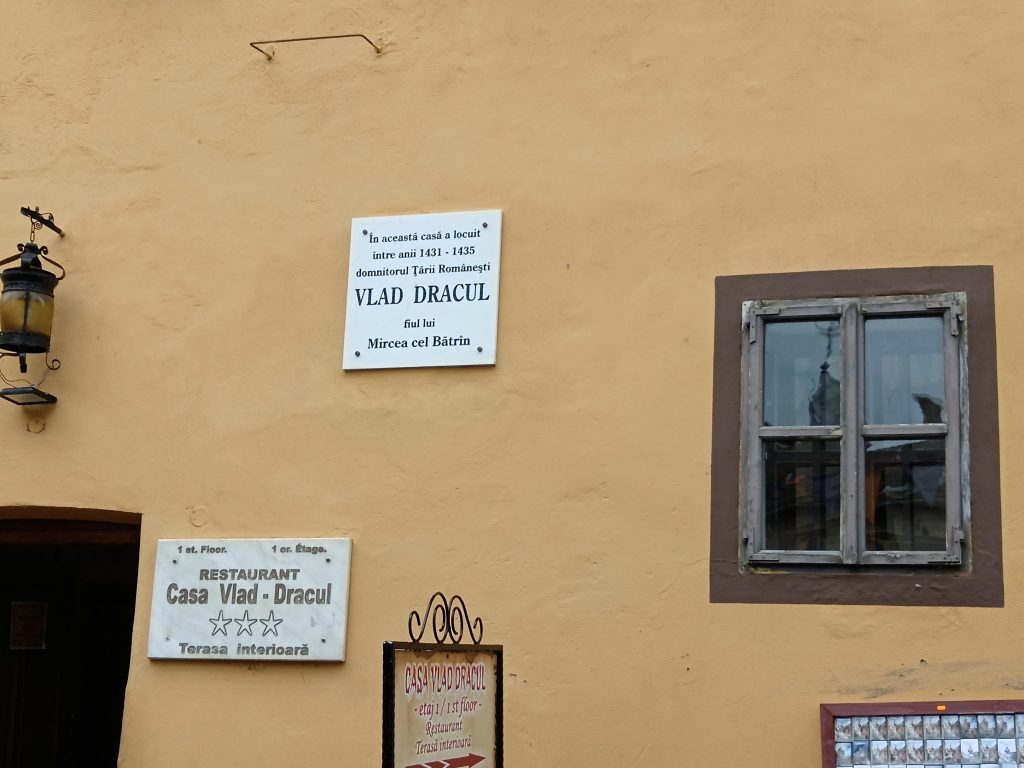 În această casă a locuit
între anii 1431 - 1435
domnitorul Ţării Româneşti
VLAD DRACUL
fiul lui
Mircea cel Bătrîn
1 st. Floor. 1 er. Étage.
RESTAURANT
Casa Vlad - Dracul
Terasa interioară
CASA VLAD DRACUL
- etaj 1 / 1 st floor -
Restaurant
Terasă interioară